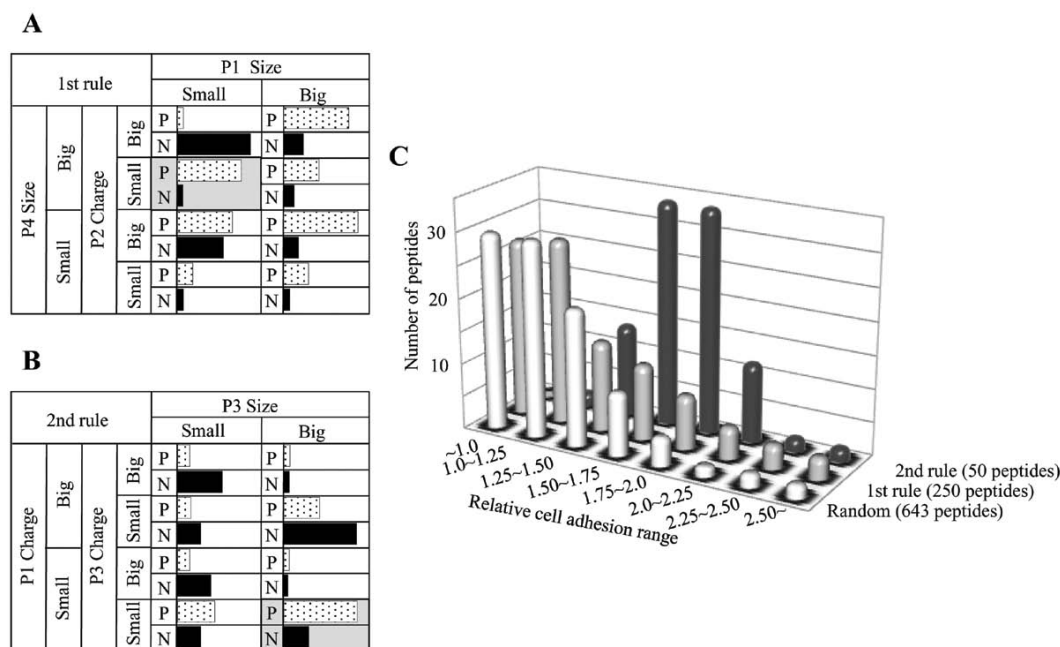 A
1st rule
P1 Size
Small Big
P4 Size
Big
Small
P2 Charge
Big
P P
N N
Small
P P
N N
Big
P P
N N
Small
P P
N N
B
2nd rule
P3 Size
Small Big
P1 Charge
Big
Small
P3 Charge
Big
P P
N N
Small
P P
N N
Big
P P
N N
Small
P P
N N
C
Number of peptides
30
20
10
~1.0
1.0~1.25
1.25~1.50
1.50~1.75
1.75~2.0
2.0~2.25
2.25~2.50
2.50~
Relative cell adhesion range
2nd rule (50 peptides)
1st rule (250 peptides)
Random (643 peptides)